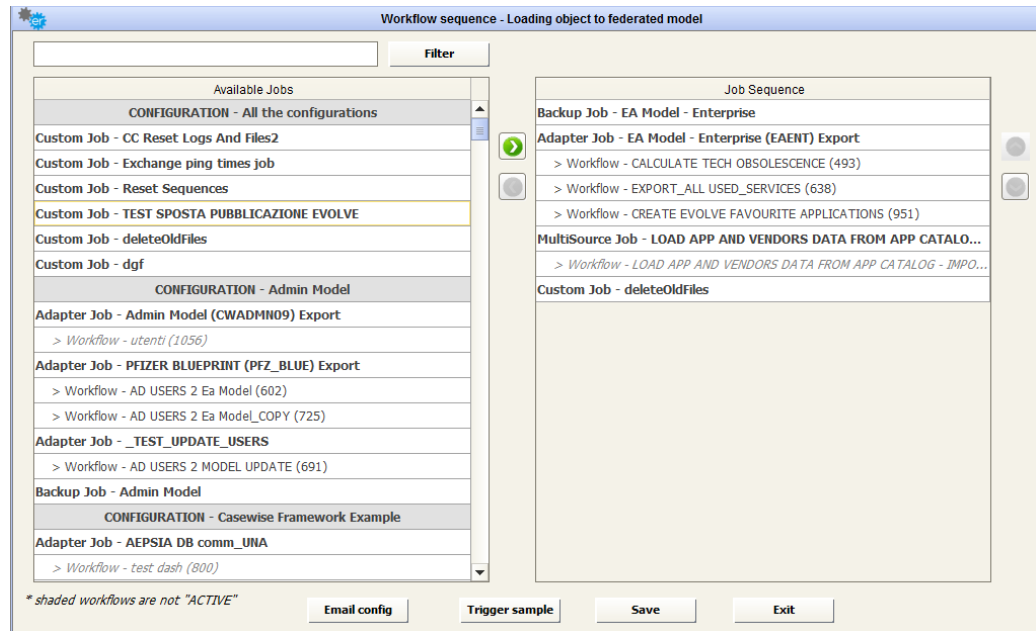 er
Workflow sequence - Loading object to federated model
Filter
Available Jobs
CONFIGURATION - All the configurations
Custom Job - CC Reset Logs And Files2
Custom Job - Exchange ping times job
Custom Job - Reset Sequences
Custom Job - TEST SPOSTA PUBBLICAZIONE EVOLVE
Custom Job - deleteOldFiles
Custom Job - dgf
CONFIGURATION - Admin Model
Adapter Job - Admin Model (CWADMN09) Export
> Workflow - utenti (1056)
Adapter Job - PFIZER BLUEPRINT (PFZ_BLUE) Export
> Workflow - AD USERS 2 Ea Model (602)
> Workflow - AD USERS 2 Ea Model_COPY (725)
Adapter Job - _TEST_UPDATE_USERS
> Workflow - AD USERS 2 MODEL UPDATE (691)
Backup Job - Admin Model
CONFIGURATION - Casewise Framework Example
Adapter Job - AEPSIA DB comm_UNA
> Workflow - test dash (800)
Job Sequence
Backup Job - EA Model - Enterprise
Adapter Job - EA Model - Enterprise (EAENT) Export
> Workflow - CALCULATE TECH OBSOLESCENCE (493)
> Workflow - EXPORT_ALL USED_SERVICES (638)
> Workflow - CREATE EVOLVE FAVOURITE APPLICATIONS (951)
MultiSource Job - LOAD APP AND VENDORS DATA FROM APP CATALO...
> Workflow - LOAD APP AND VENDORS DATA FROM APP CATALOG - IMPO...
Custom Job - deleteOldFiles
* shaded workflows are not "ACTIVE"
Email config
Trigger sample
Save
Exit